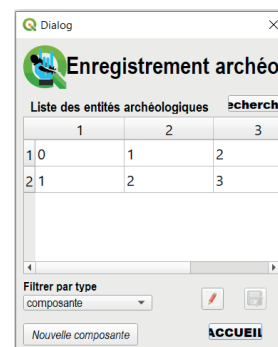 Dialog
Enregistrement archéo
Liste des entités archéologiques echerch
1 2 3
1 0 1 2
2 1 2 3
Filtrer par type
composante
Nouvelle composante ACCUEIL